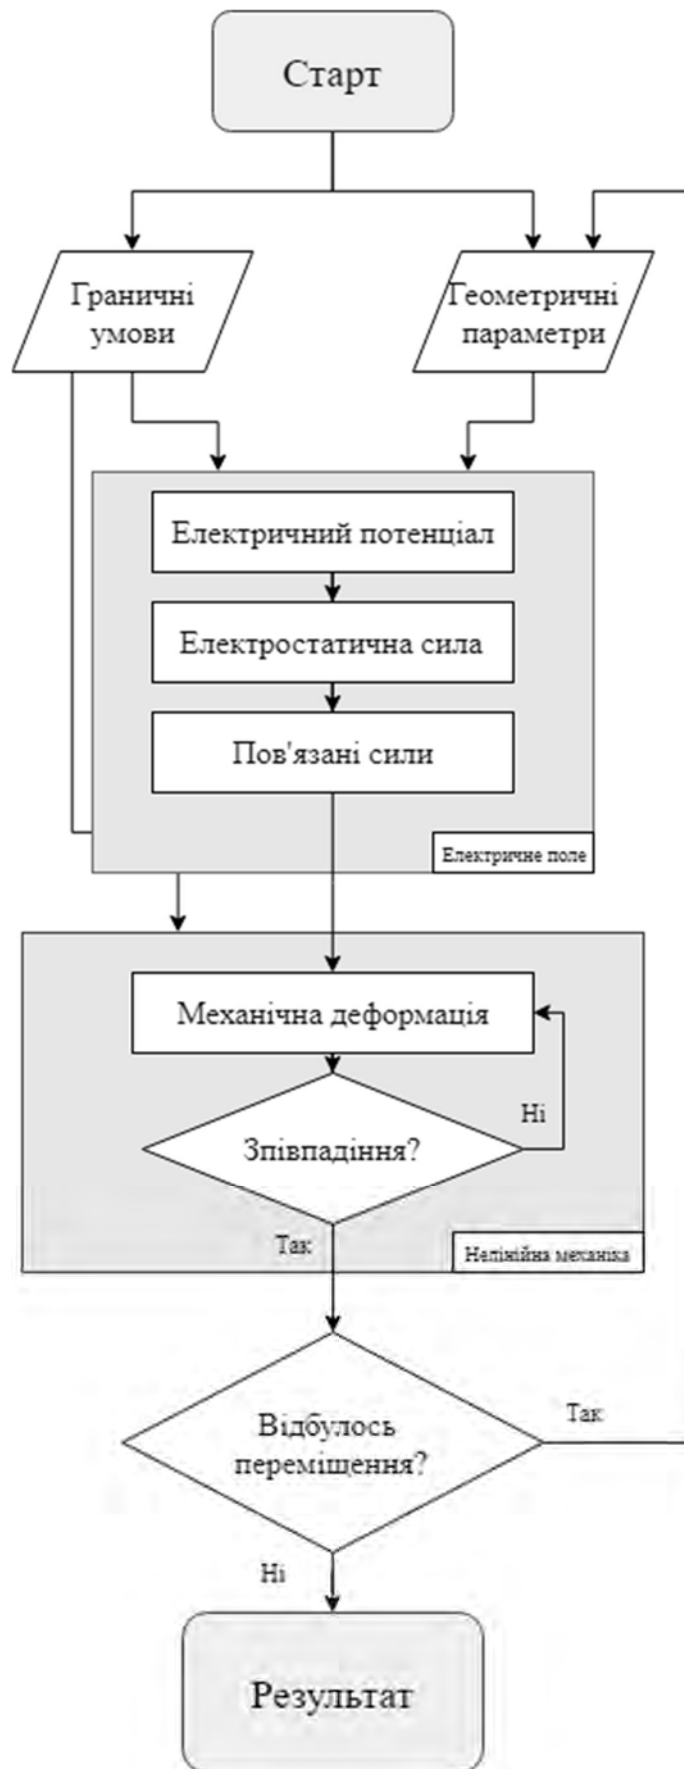 Старт
Граничні
умови
Геометричні
параметри
Електричний потенціал
Електростатична сила
Пов'язані сили
Електричне поле
Механічна деформація
Ні
Зпівпадіння?
Так
Нелінійна механіка
Відбулось
переміщення?
Так
Ні
Результат